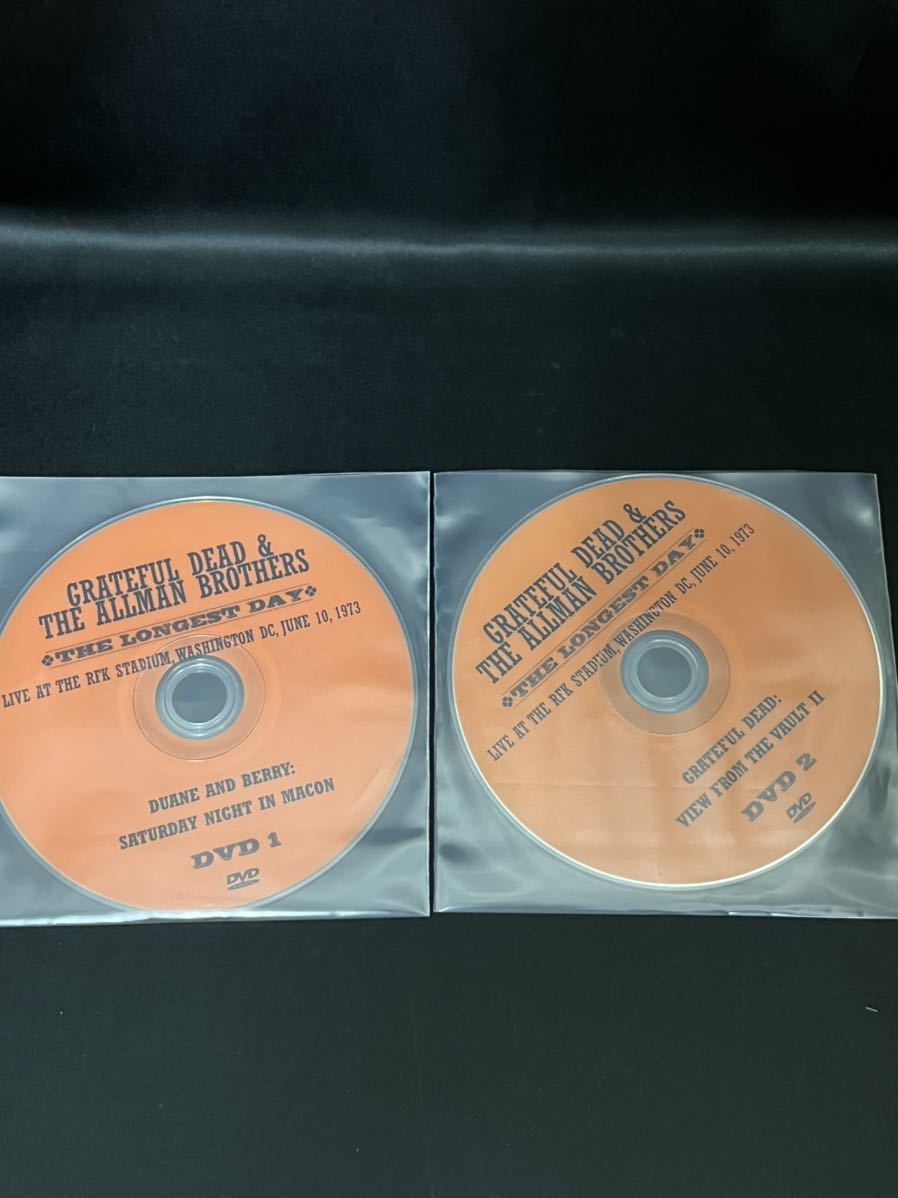 GRATEFUL DEAD &
THE ALLMAN BROTHERS
THE LONGEST DAY
LIVE AT THE RFK STADIUM, WASHINGTON DC, JUNE 10, 1973
DUANE AND BERRY:
SATURDAY NIGHT IN MACON
DVD 1
DVD
GRATEFUL DEAD &
THE ALLMAN BROTHERS
THE LONGEST DAY
LIVE AT THE RFK STADIUM, WASHINGTON DC, JUNE 10, 1973
GRATEFUL DEAD:
VIEW FROM THE VAULT II
DVD 2
DVD